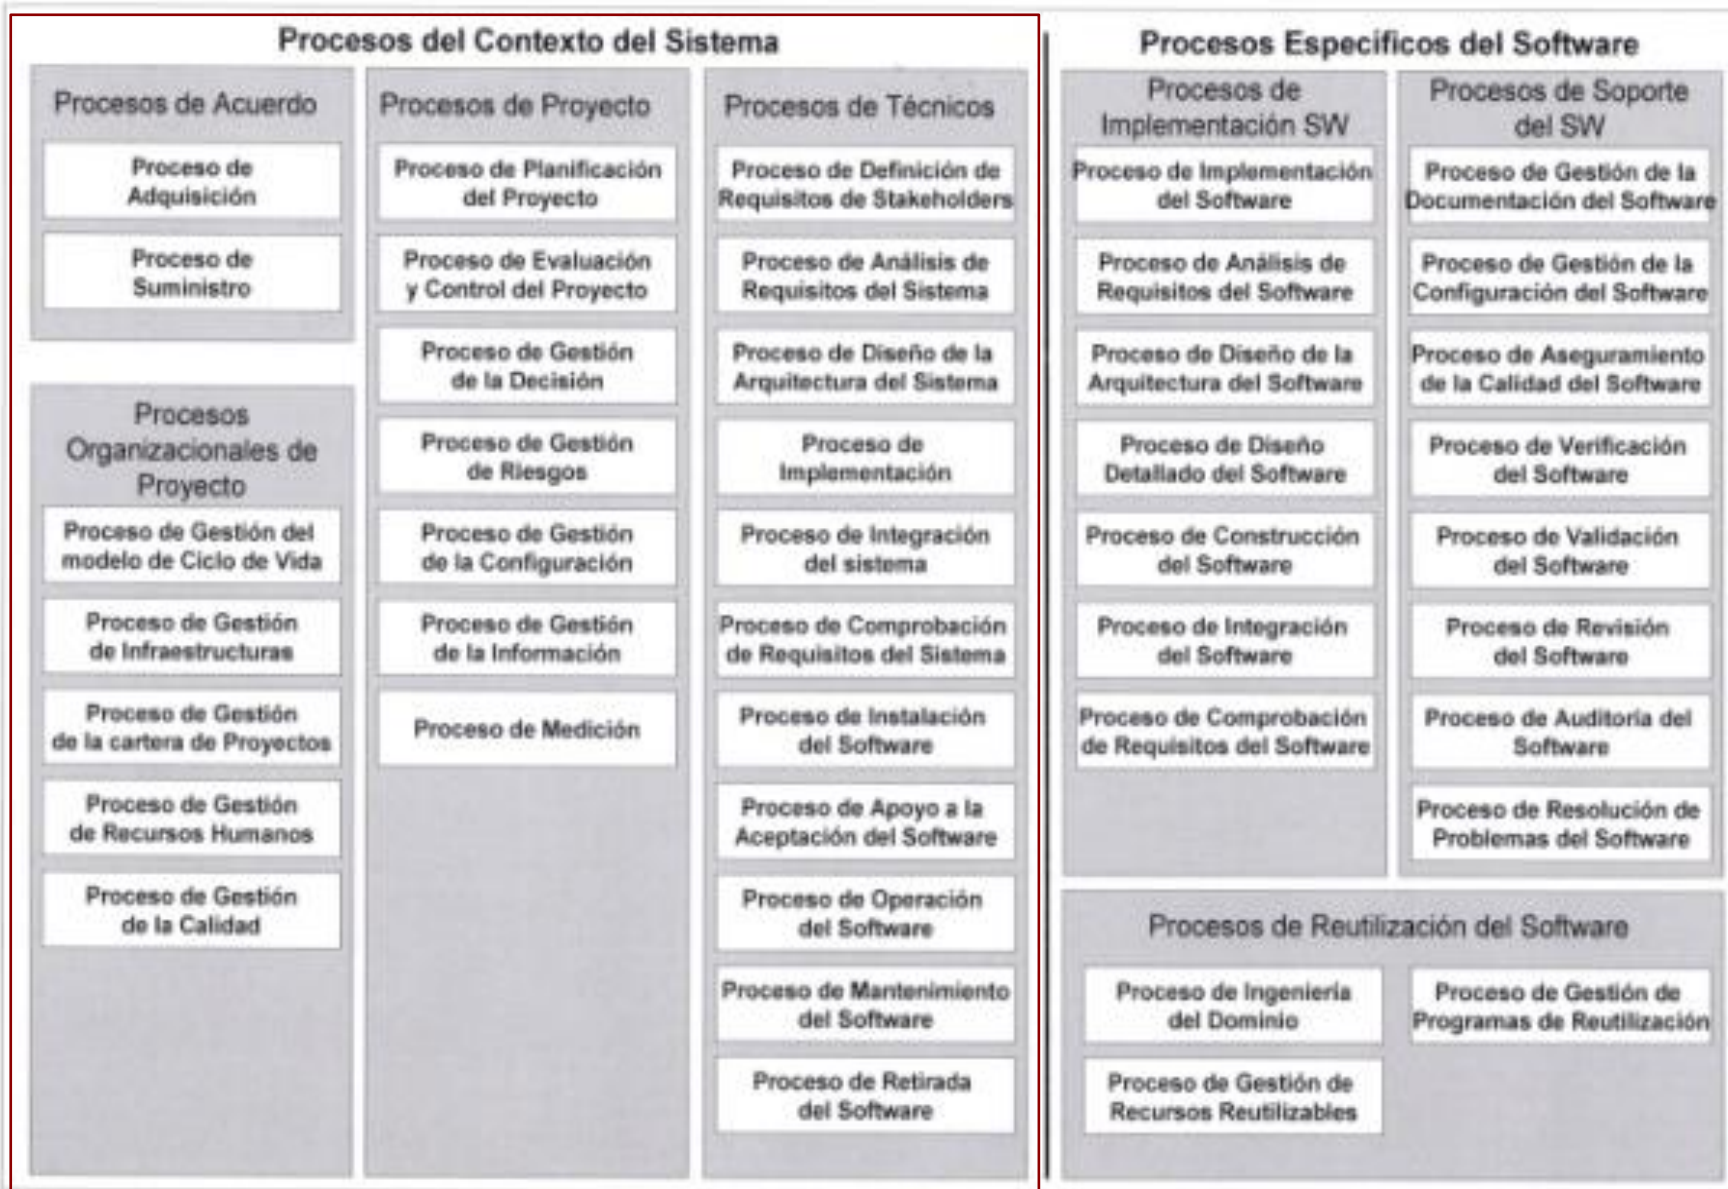 Procesos del Contexto del Sistema
Procesos de Acuerdo
Proceso de
Adquisición
Proceso de
Suministro
Procesos
Organizacionales de
Proyecto
Proceso de Gestión del
modelo de Ciclo de Vida
Proceso de Gestión
de Infraestructuras
Proceso de Gestión
de la cartera de Proyectos
Proceso de Gestión
de Recursos Humanos
Proceso de Gestión
de la Calidad
Procesos de Proyecto
Proceso de Planificación
del Proyecto
Proceso de Evaluación
y Control del Proyecto
Proceso de Gestión
de la Decisión
Proceso de Gestión
de Riesgos
Proceso de Gestión
de la Configuración
Proceso de Gestión
de la Información
Proceso de Medición
Procesos de Técnicos
Proceso de Definición de
Requisitos de Stakeholders
Proceso de Análisis de
Requisitos del Sistema
Proceso de Diseño de la
Arquitectura del Sistema
Proceso de
Implementación
Proceso de Integración
del sistema
Proceso de Comprobación
de Requisitos del Sistema
Proceso de Instalación
del Software
Proceso de Apoyo a la
Aceptación del Software
Proceso de Operación
del Software
Proceso de Mantenimiento
del Software
Proceso de Retirada
del Software
Procesos Específicos del Software
Procesos de
Implementación SW
Proceso de Implementación
del Software
Proceso de Análisis de
Requisitos del Software
Proceso de Diseño de la
Arquitectura del Software
Proceso de Diseño
Detallado del Software
Proceso de Construcción
del Software
Proceso de Integración
del Software
Proceso de Comprobación
de Requisitos del Software
Procesos de Soporte
del SW
Proceso de Gestión de la
Documentación del Software
Proceso de Gestión de la
Configuración del Software
Proceso de Aseguramiento
de la Calidad del Software
Proceso de Verificación
del Software
Proceso de Validación
del Software
Proceso de Revisión
del Software
Proceso de Auditoría del
Software
Proceso de Resolución de
Problemas del Software
Procesos de Reutilización del Software
Proceso de Ingeniería
del Dominio
Proceso de Gestión de
Programas de Reutilización
Proceso de Gestión de
Recursos Reutilizables